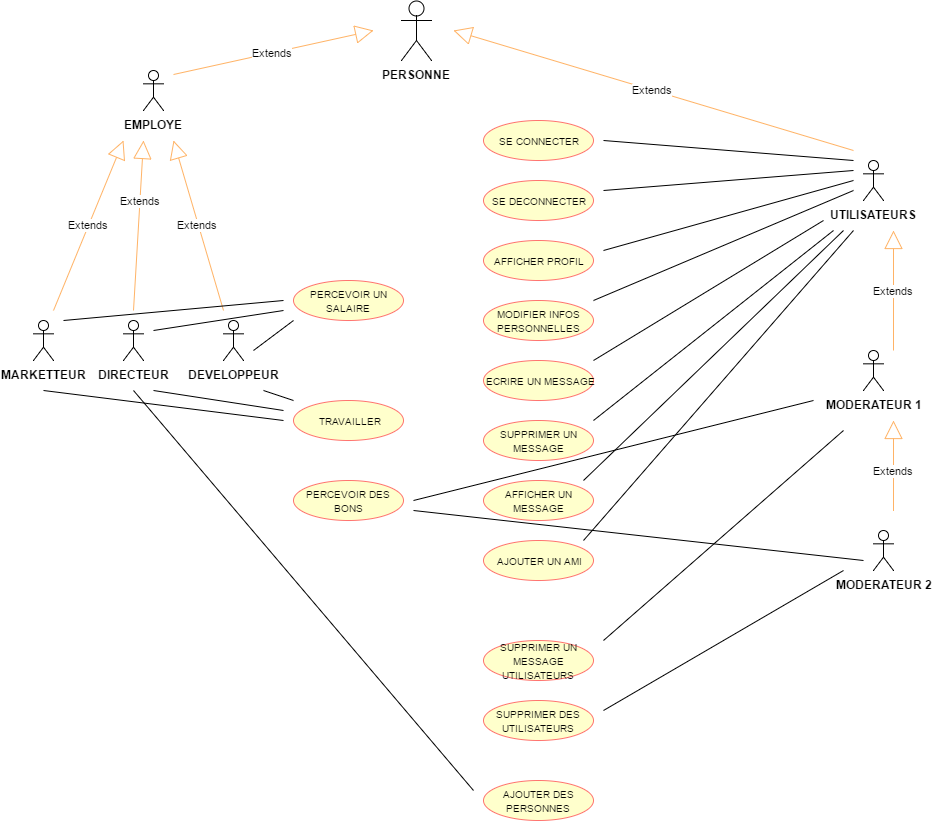 PERSONNE
Extends
Extends
EMPLOYE
SE CONNECTER
SE DECONNECTER
UTILISATEURS
Extends
Extends
Extends
AFFICHER PROFIL
Extends
PERCEVOIR UN
SALAIRE
MODIFIER INFOS
PERSONNELLES
MARKETTEUR
DIRECTEUR
DEVELOPPEUR
ECRIRE UN MESSAGE
MODERATEUR 1
TRAVAILLER
SUPPRIMER UN
MESSAGE
Extends
PERCEVOIR DES
BONS
AFFICHER UN
MESSAGE
AJOUTER UN AMI
MODERATEUR 2
SUPPRIMER UN
MESSAGE
UTILISATEURS
SUPPRIMER DES
UTILISATEURS
AJOUTER DES
PERSONNES